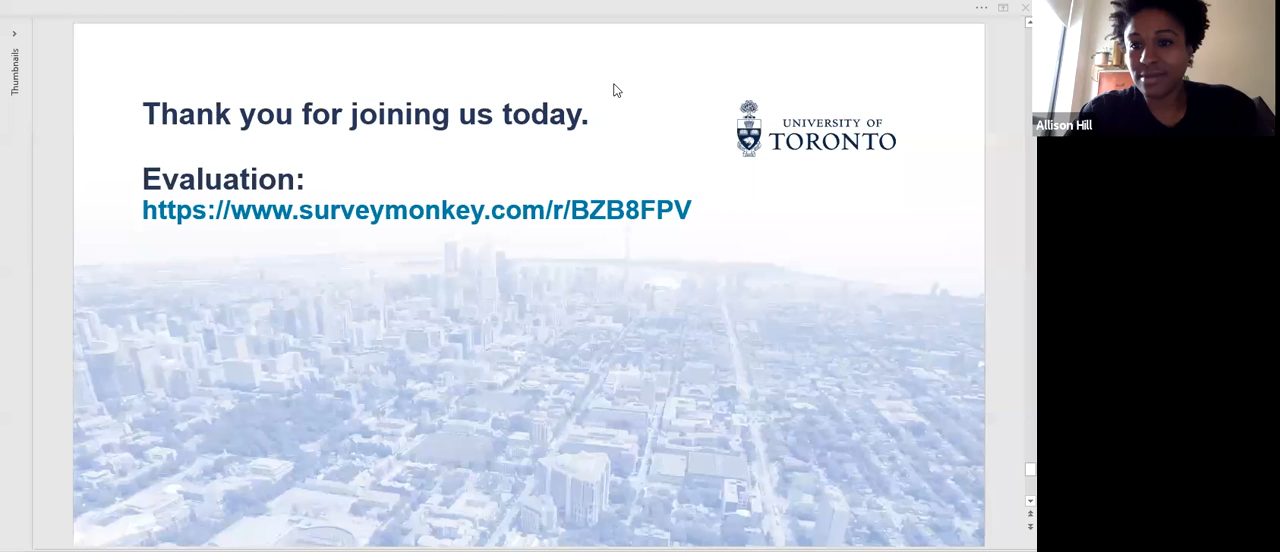 Thumbnails
Thank you for joining us today.
UNIVERSITY OF
TORONTO
Evaluation:
https://www.surveymonkey.com/r/BZB8FPV
Allison Hill